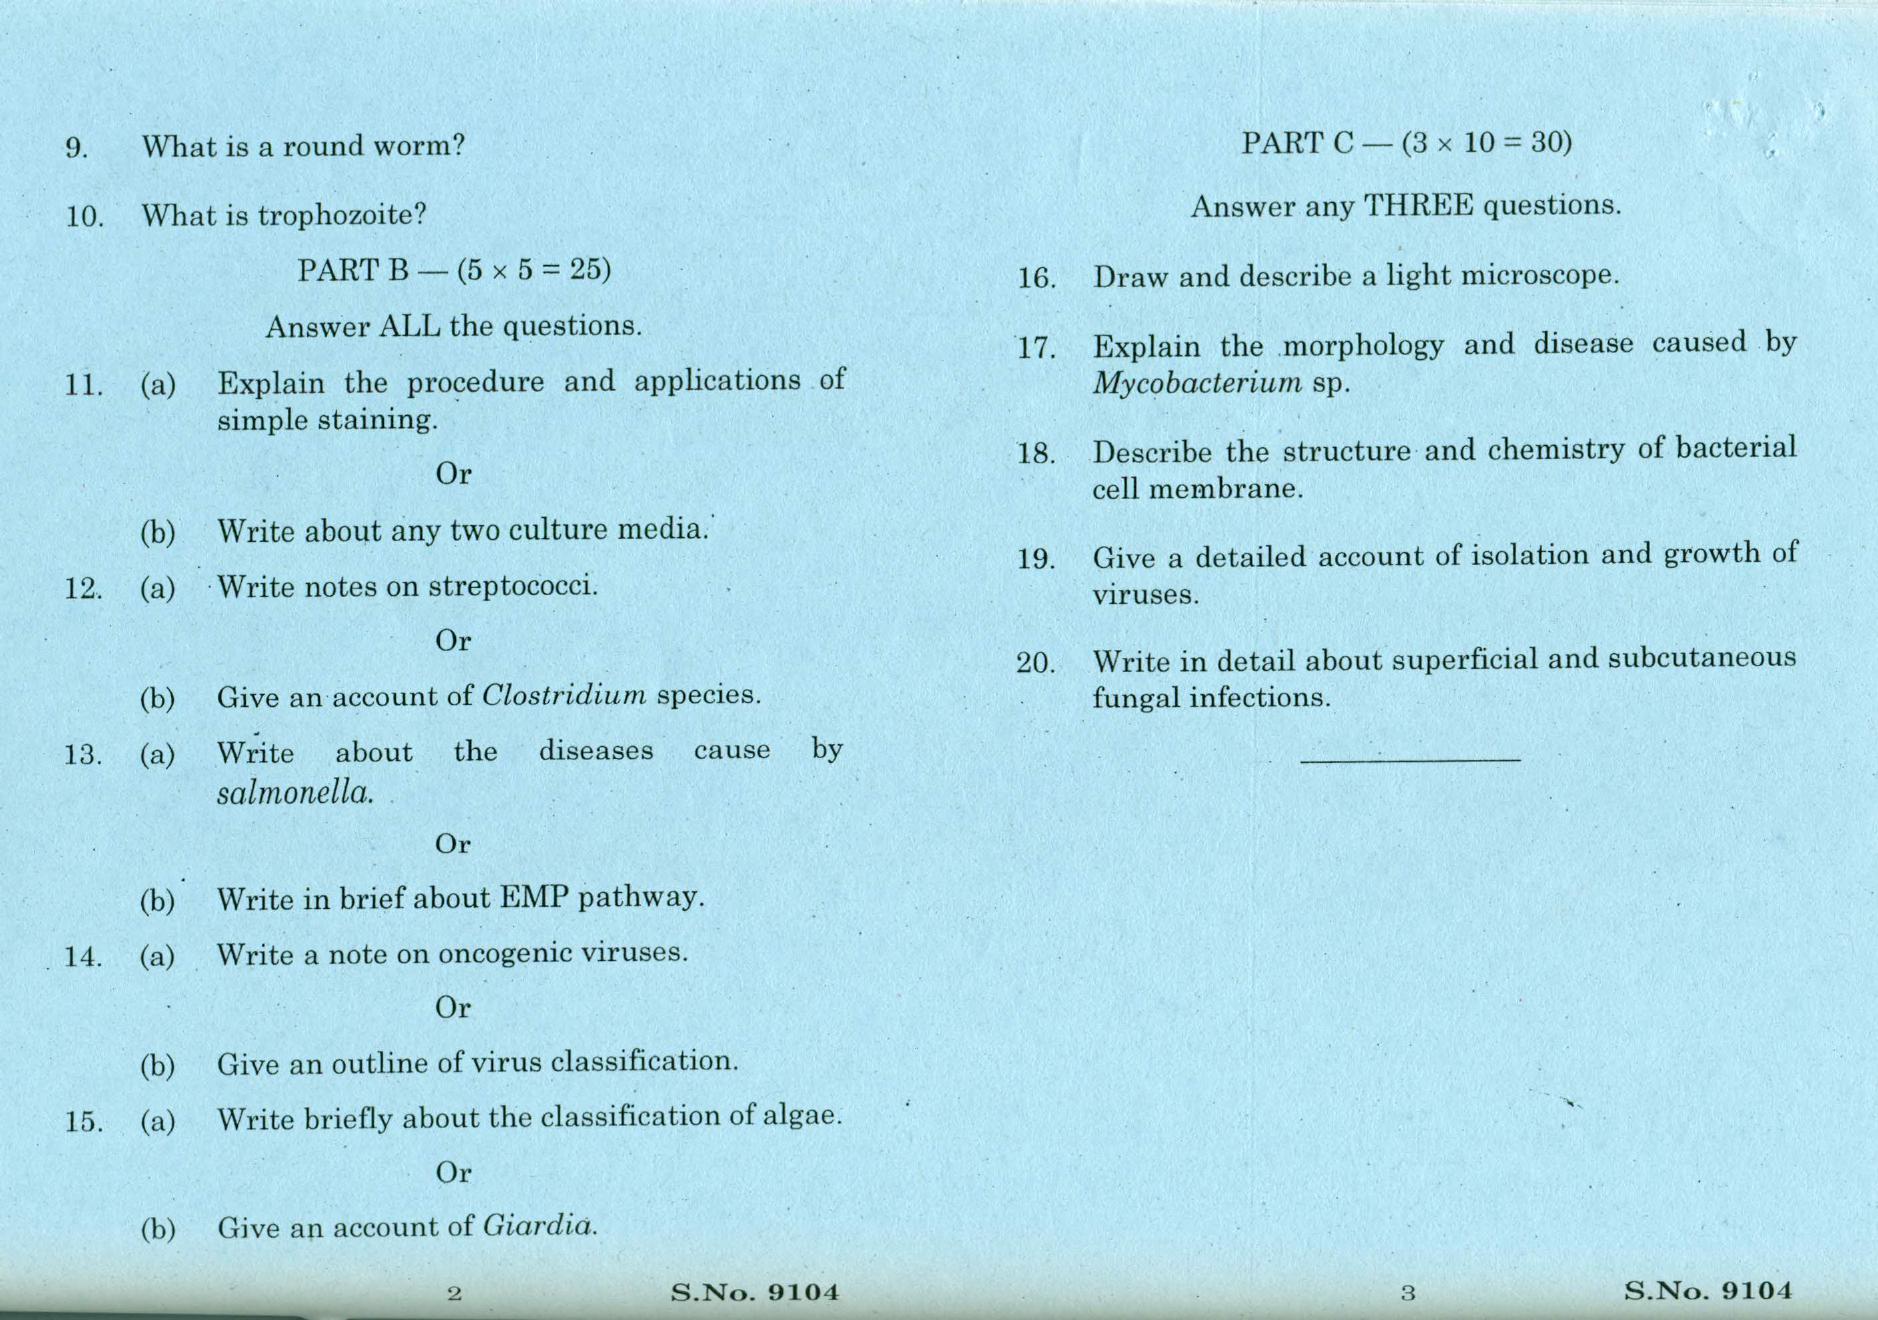 9. What is a round worm?
10. What is trophozoite?
PART B — (5 × 5 = 25)
Answer ALL the questions.
11. (a) Explain the procedure and applications of
simple staining.
Or
(b) Write about any two culture media.
12. (a) Write notes on streptococci.
Or
(b) Give an account of Clostridium species.
13. (a) Write about the diseases cause by
salmonella.
Or
(b) Write in brief about EMP pathway.
14. (a) Write a note on oncogenic viruses.
Or
(b) Give an outline of virus classification.
15. (a) Write briefly about the classification of algae.
Or
(b) Give an account of Giardia.
2 S.No. 9104
PART C — (3 × 10 = 30)
Answer any THREE questions.
16. Draw and describe a light microscope.
17. Explain the morphology and disease caused by
Mycobacterium sp.
18. Describe the structure and chemistry of bacterial
cell membrane.
19. Give a detailed account of isolation and growth of
viruses.
20. Write in detail about superficial and subcutaneous
fungal infections.
3 S.No. 9104